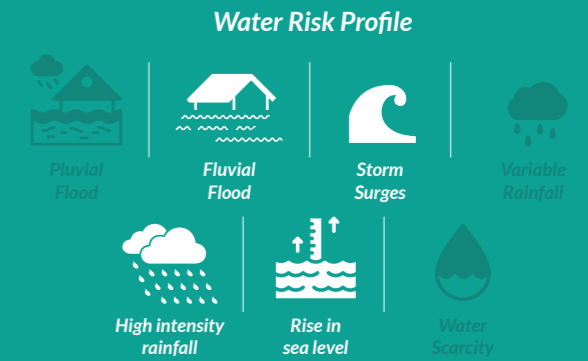 Water Risk Profile
Pluvial
Flood
Fluvial
Flood
Storm
Surges
Variable
Rainfall
High intensity
rainfall
Rise in
sea level
Water
Scarcity